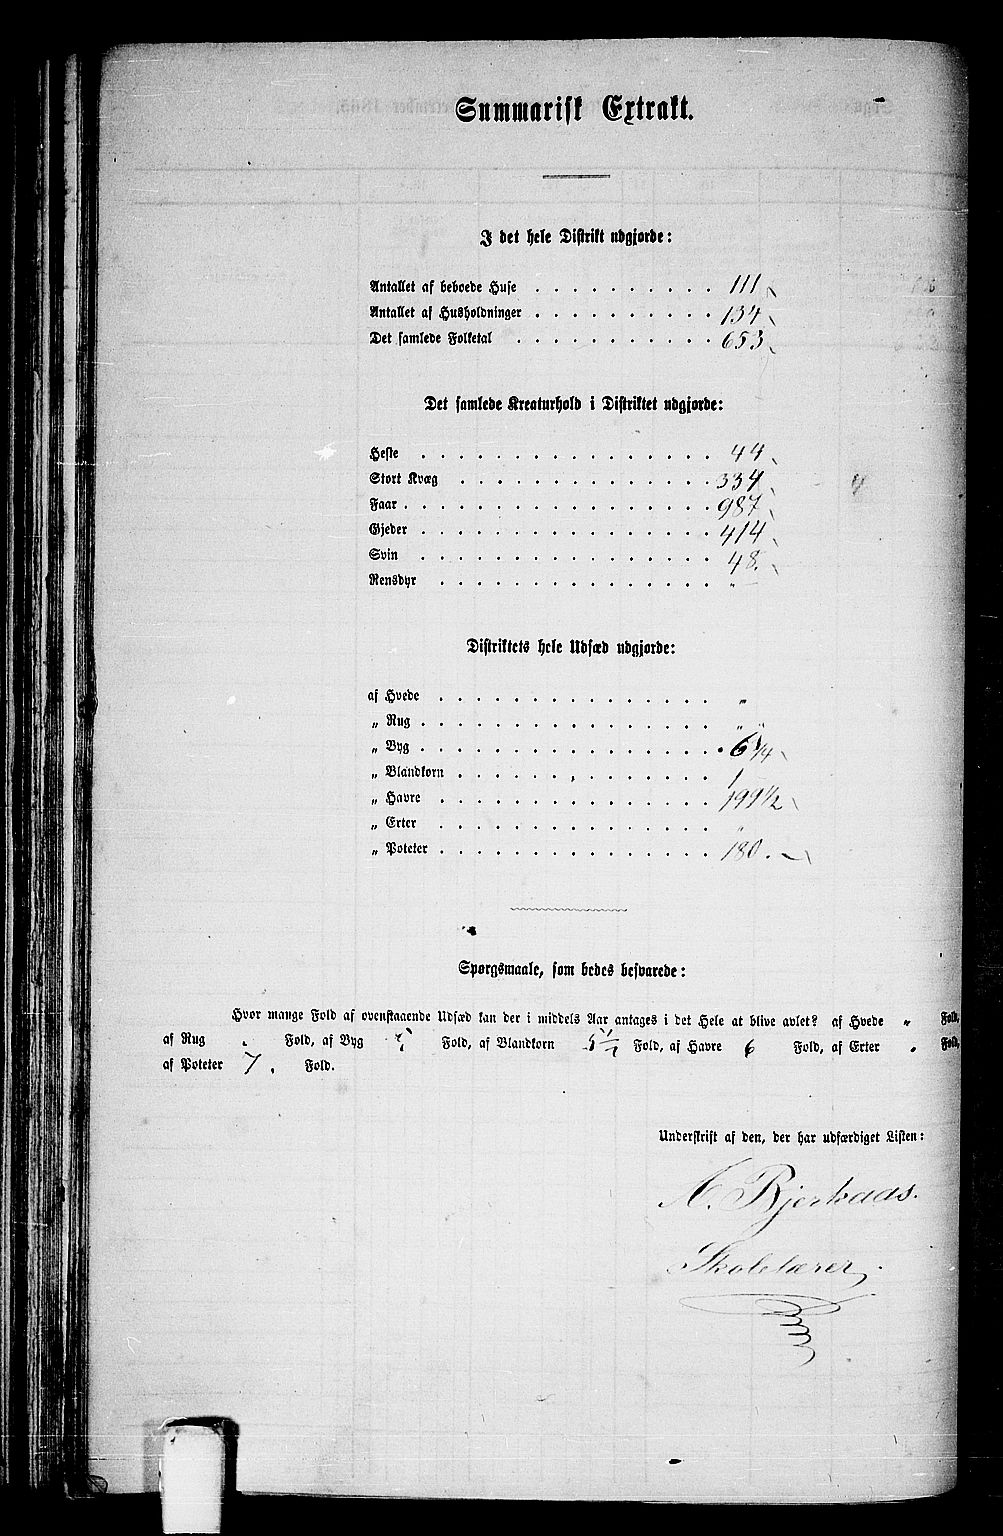 Summarisk Extrakt.
I det hele Distrikt udgjorde:
Antallet af beboede Huse . . . . . . . . . . 111
Antallet af Husholdninger . . . . . . . . . . 134
Det samlede Folketal . . . . . . . . . . . 653
Det samlede Kreaturhold i Distriktet udgjorde:
Heste . . . . . . . . . . . . . . . . 44
Stort Kvæg . . . . . . . . . . . . . . 334
Faar . . . . . . . . . . . . . . . . . 987
Gjeder . . . . . . . . . . . . . . . . 414
Svin . . . . . . . . . . . . . . . . 48.
Rensdyr . . . . . . . . . . . . . . . "
Distriktets hele Udsæd udgjorde:
af Hvede . . . . . . . . . . . . . . . "
„ Rug . . . . . . . . . . . . . . . . "
„ Byg . . . . . . . . . . . . . . . . 6 1/4
„ Blandkorn . . . . . . . . . . . . . . 1
„ Havre . . . . . . . . . . . . . . . 199 1/2
„ Erter . . . . . . . . . . . . . . . "
„ Poteter . . . . . . . . . . . . . . . 180.
Spørgsmaale, som bedes besvarede:
Hvor mange Fold af ovenstaaende Udsæd kan der i middels Aar antages i det Hele at blive avlet? af Hvede " Fold,
af Rug Fold, af Byg Fold, af Blandkorn Fold, af Havre 6 Fold, af Erter Fold,
af Poteter 7. Fold.
Underskrift af den, der har udfærdiget Listen:
A. Bjerkaas.
Skolelærer.